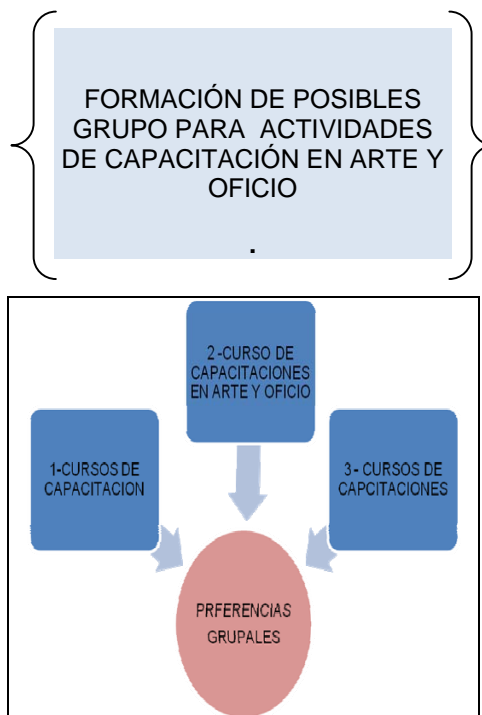 FORMACIÓN DE POSIBLES
GRUPO PARA ACTIVIDADES
DE CAPACITACIÓN EN ARTE Y
OFICIO
.
2 -CURSO DE
CAPACITACIONES
EN ARTE Y OFICIO
1-CURSOS DE
CAPACITACION
3 - CURSOS DE
CAPCITACIONES
PRFERENCIAS
GRUPALES